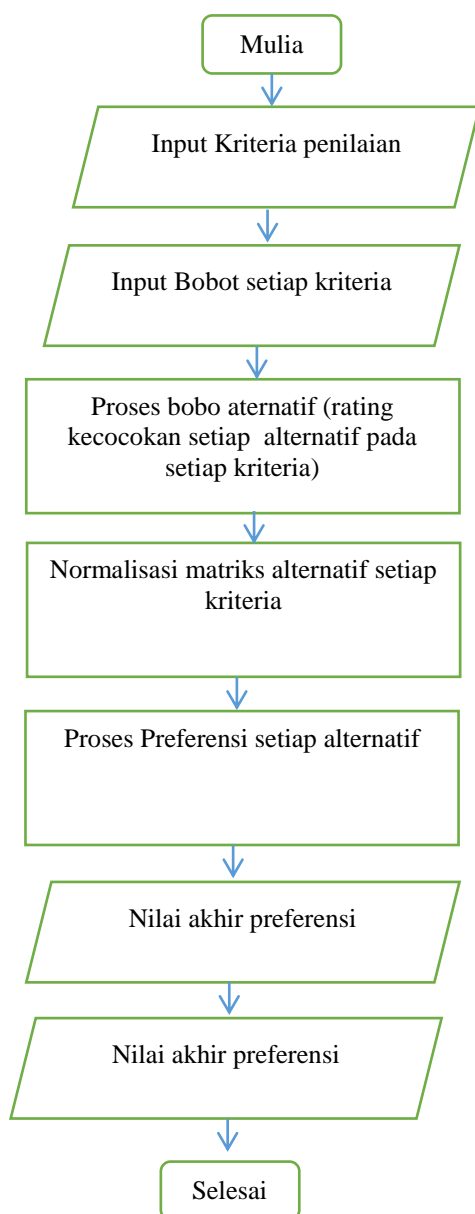 Mulia
Input Kriteria penilaian
Input Bobot setiap kriteria
Proses bobo aternatif (rating
kecocokan setiap alternatif pada
setiap kriteria)
Normalisasi matriks alternatif setiap
kriteria
Proses Preferensi setiap alternatif
Nilai akhir preferensi
Nilai akhir preferensi
Selesai